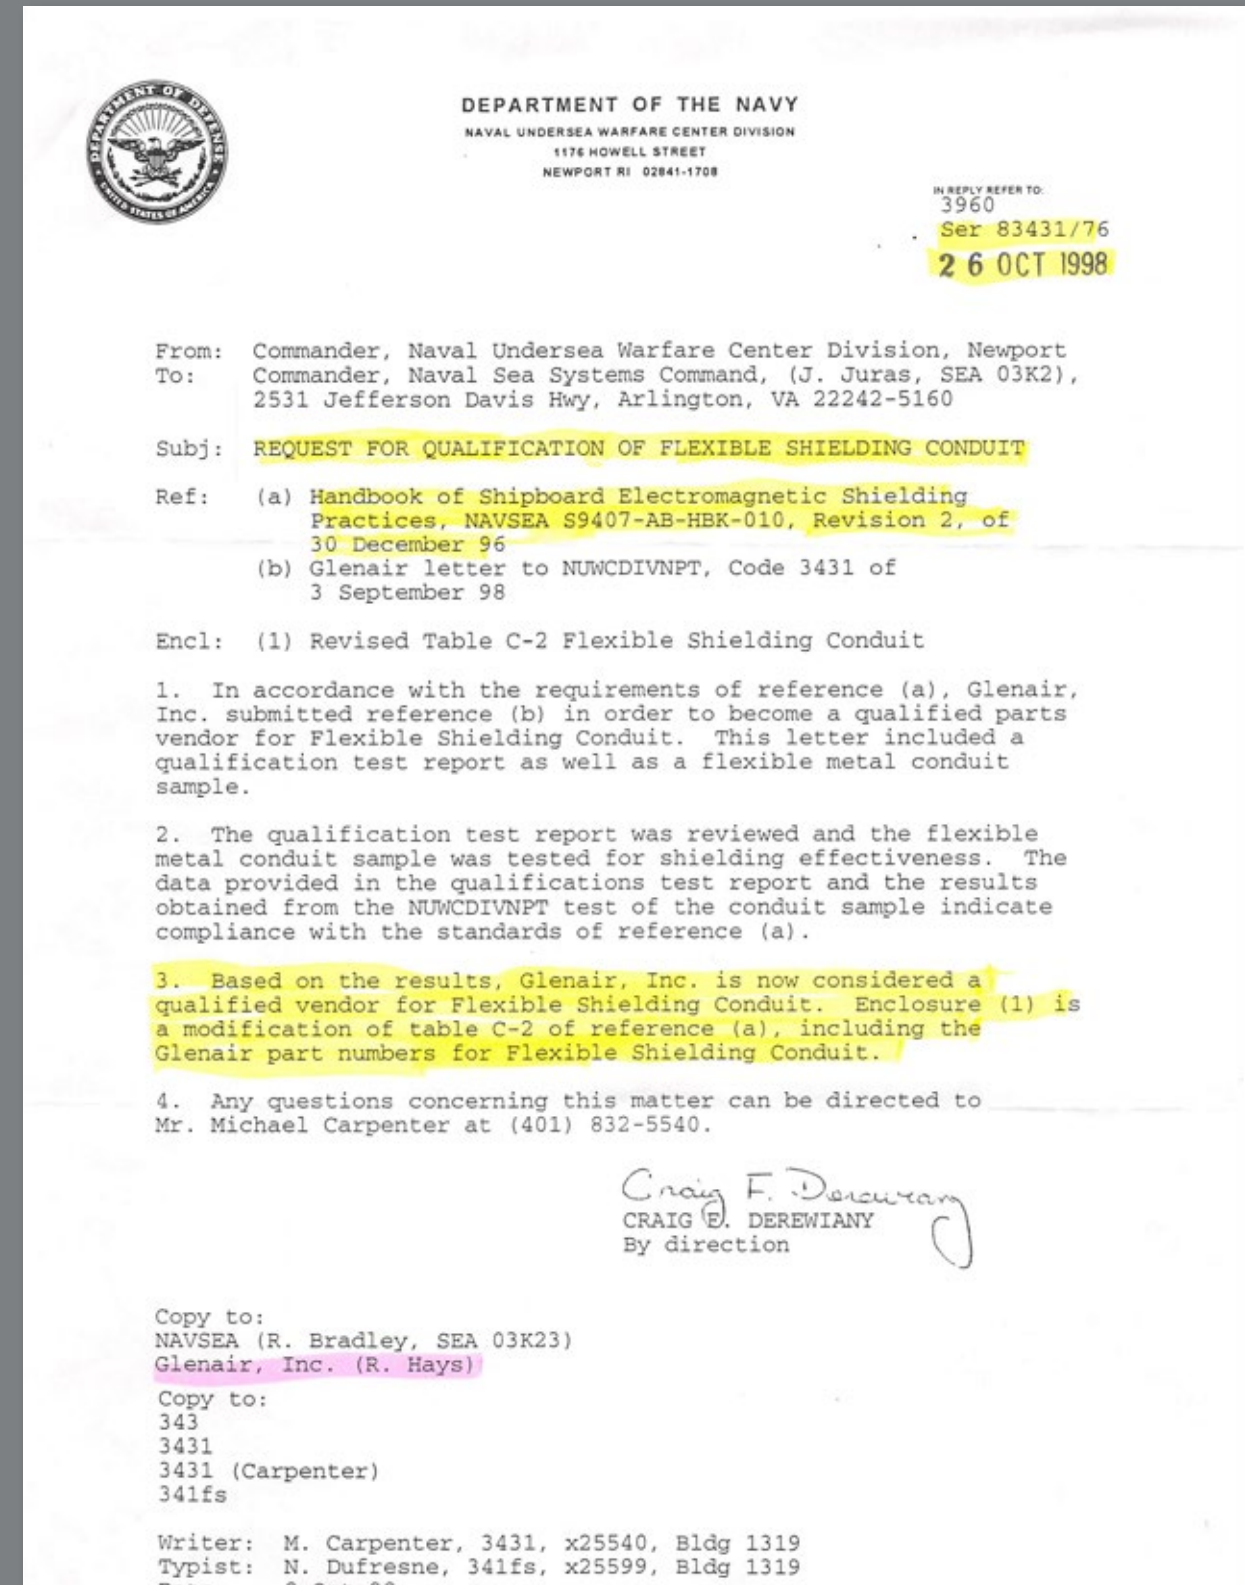 DEPARTMENT OF DEFENSE
UNITED STATES OF AMERICA
DEPARTMENT OF THE NAVY
NAVAL UNDERSEA WARFARE CENTER DIVISION
1176 HOWELL STREET
NEWPORT RI 02841-1708
IN REPLY REFER TO:
3960
Ser 83431/76
26 OCT 1998
From: Commander, Naval Undersea Warfare Center Division, Newport
To: Commander, Naval Sea Systems Command, (J. Juras, SEA 03K2),
2531 Jefferson Davis Hwy, Arlington, VA 22242-5160
Subj: REQUEST FOR QUALIFICATION OF FLEXIBLE SHIELDING CONDUIT
Ref: (a) Handbook of Shipboard Electromagnetic Shielding
Practices, NAVSEA S9407-AB-HBK-010, Revision 2, of
30 December 96
(b) Glenair letter to NUWCDIVNPT, Code 3431 of
3 September 98
Encl: (1) Revised Table C-2 Flexible Shielding Conduit
1. In accordance with the requirements of reference (a), Glenair,
Inc. submitted reference (b) in order to become a qualified parts
vendor for Flexible Shielding Conduit. This letter included a
qualification test report as well as a flexible metal conduit
sample.
2. The qualification test report was reviewed and the flexible
metal conduit sample was tested for shielding effectiveness. The
data provided in the qualifications test report and the results
obtained from the NUWCDIVNPT test of the conduit sample indicate
compliance with the standards of reference (a).
3. Based on the results, Glenair, Inc. is now considered a
qualified vendor for Flexible Shielding Conduit. Enclosure (1) is
a modification of table C-2 of reference (a), including the
Glenair part numbers for Flexible Shielding Conduit.
4. Any questions concerning this matter can be directed to
Mr. Michael Carpenter at (401) 832-5540.
Craig F. Derewiany
CRAIG F. DEREWIANY
By direction
Copy to:
NAVSEA (R. Bradley, SEA 03K23)
Glenair, Inc. (R. Hays)
Copy to:
343
3431
3431 (Carpenter)
341fs
Writer: M. Carpenter, 3431, x25540, Bldg 1319
Typist: N. Dufresne, 341fs, x25599, Bldg 1319